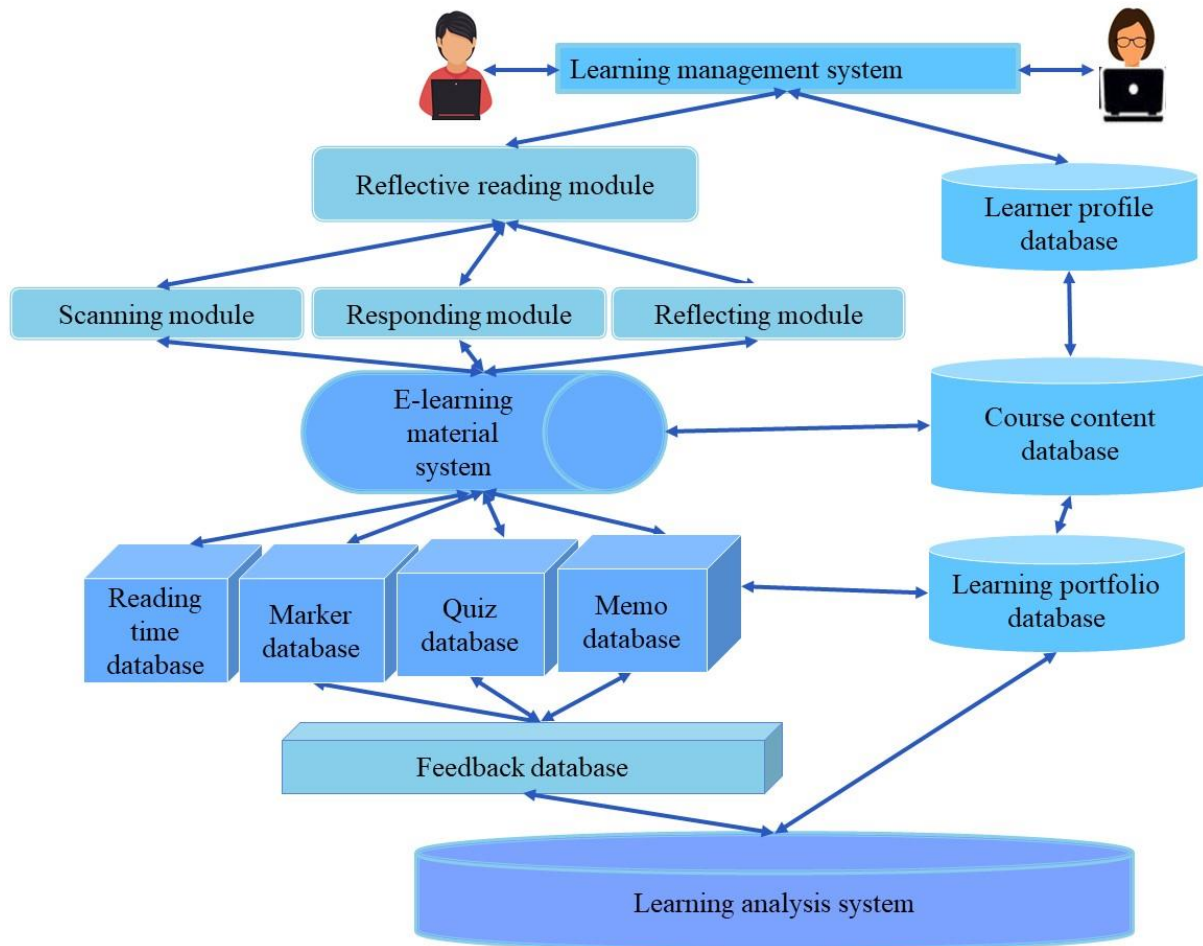 Learning management system
Reflective reading module
Learner profile
database
Scanning module
Responding module
Reflecting module
E-learning
material
system
Course content
database
Reading
time
database
Marker
database
Quiz
database
Memo
database
Learning portfolio
database
Feedback database
Learning analysis system